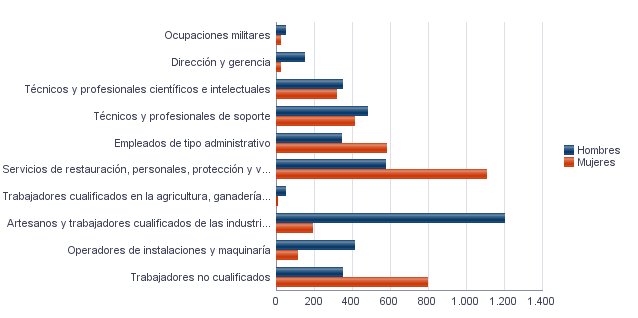 Ocupaciones militares
Dirección y gerencia
Técnicos y profesionales científicos e intelectuales
Técnicos y profesionales de soporte
Empleados de tipo administrativo
Servicios de restauración, personales, protección y v...
Trabajadores cualificados en la agricultura, ganadería...
Artesanos y trabajadores cualificados de las industri...
Operadores de instalaciones y maquinaría
Trabajadores no cualificados
0 200 400 600 800 1.000 1.200 1.400
Hombres
Mujeres